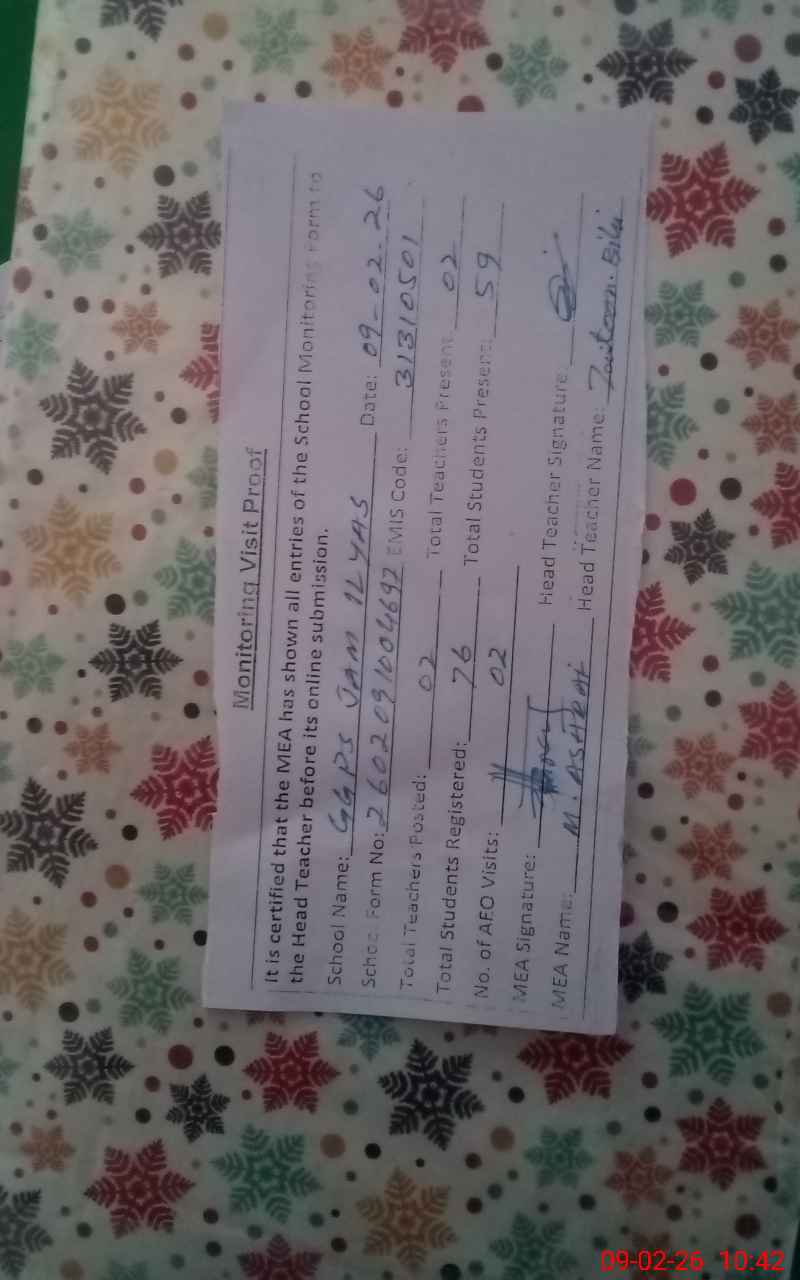 Monitoring Visit Proof
It is certified that the MEA has shown all entries of the School Monitoring Form to
the Head Teacher before its online submission.
School Name: GGPS JAM ILYAS Date: 09-02-26
School Form No: 2602091004692 EMIS Code: 31310501
Total Teachers Posted: 02 Total Teachers Present: 02
Total Students Registered: 76 Total Students Present: 59
No. of AEO Visits: 02
MEA Signature: Head Teacher Signature:
MEA Name: M. ASHRAF Head Teacher Name: Zaitoon Bibi
09-02-26 10:42